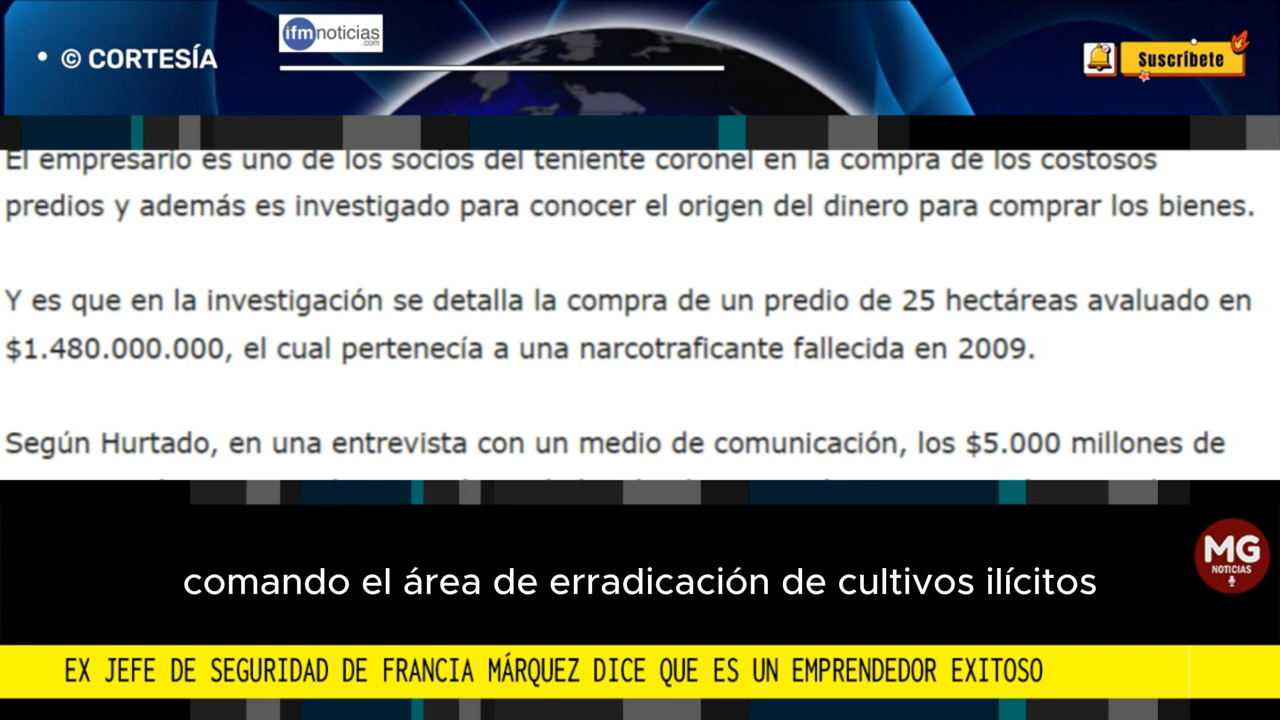 • © CORTESÍA
ifmnoticias
.com
Suscríbete
El empresario es uno de los socios del teniente coronel en la compra de los costosos
predios y además es investigado para conocer el origen del dinero para comprar los bienes.
Y es que en la investigación se detalla la compra de un predio de 25 hectáreas avaluado en
$1.480.000.000, el cual pertenecía a una narcotraficante fallecida en 2009.
Según Hurtado, en una entrevista con un medio de comunicación, los $5.000 millones de
comando el área de erradicación de cultivos ilícitos
MG
NOTICIAS
EX JEFE DE SEGURIDAD DE FRANCIA MÁRQUEZ DICE QUE ES UN EMPRENDEDOR EXITOSO